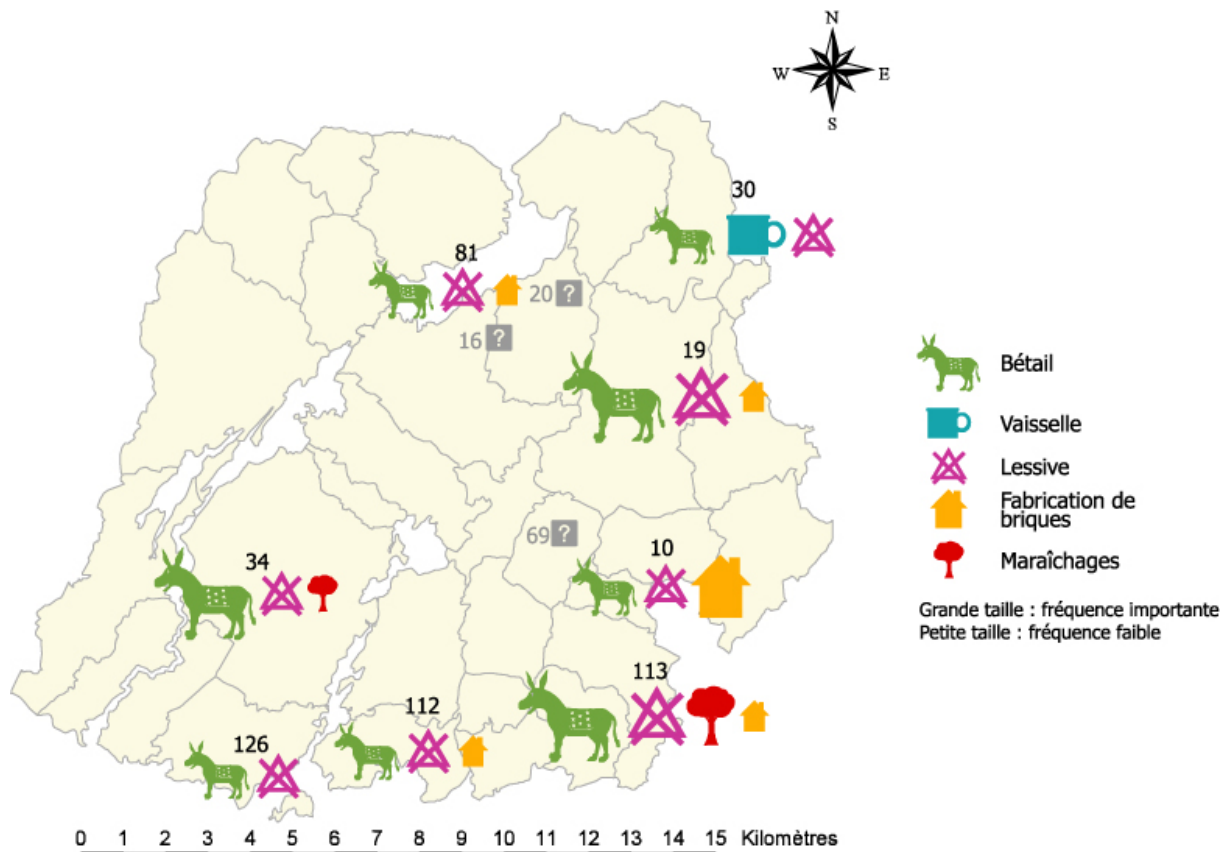 N
W E
S
30
81
20 ?
16 ?
19
69 ?
10
34
113
112
126
Bétail
Vaisselle
Lessive
Fabrication de
briques
Maraîchages
Grande taille : fréquence importante
Petite taille : fréquence faible
0 1 2 3 4 5 6 7 8 9 10 11 12 13 14 15 Kilomètres